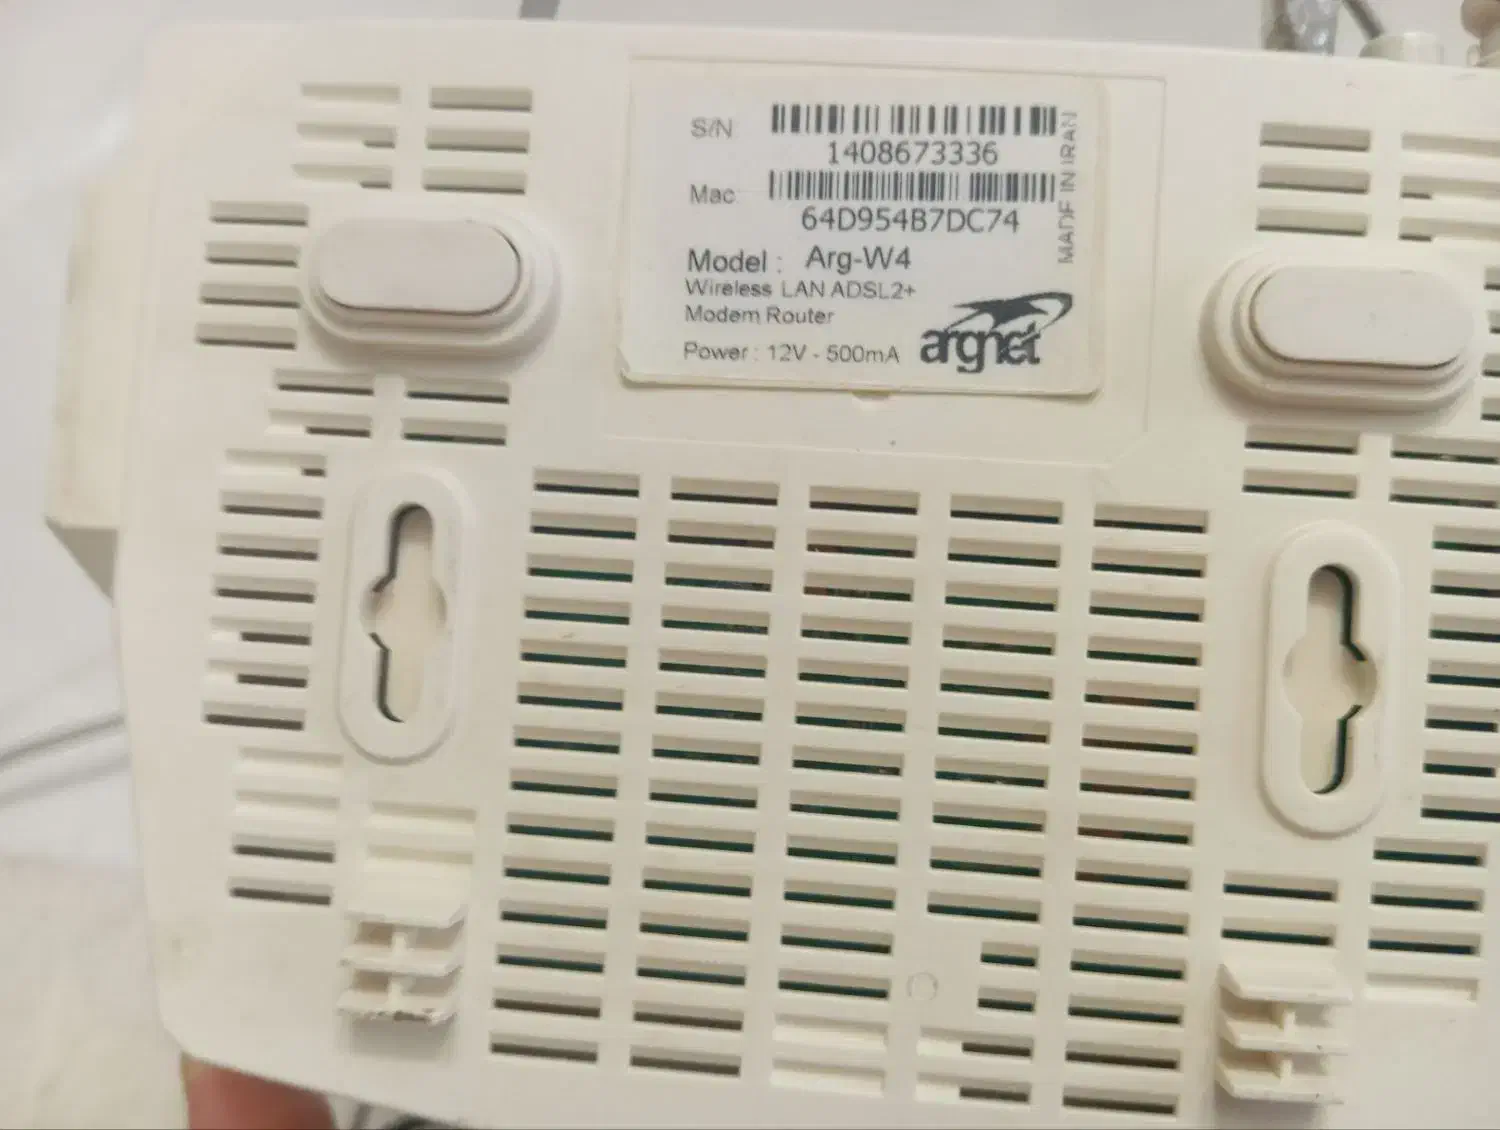 S/N
1408673336
Mac
64D954B7DC74
Model : Arg-W4
Wireless LAN ADSL2+
Modem Router
Power : 12V - 500mA
argnet
MADE IN IRAN